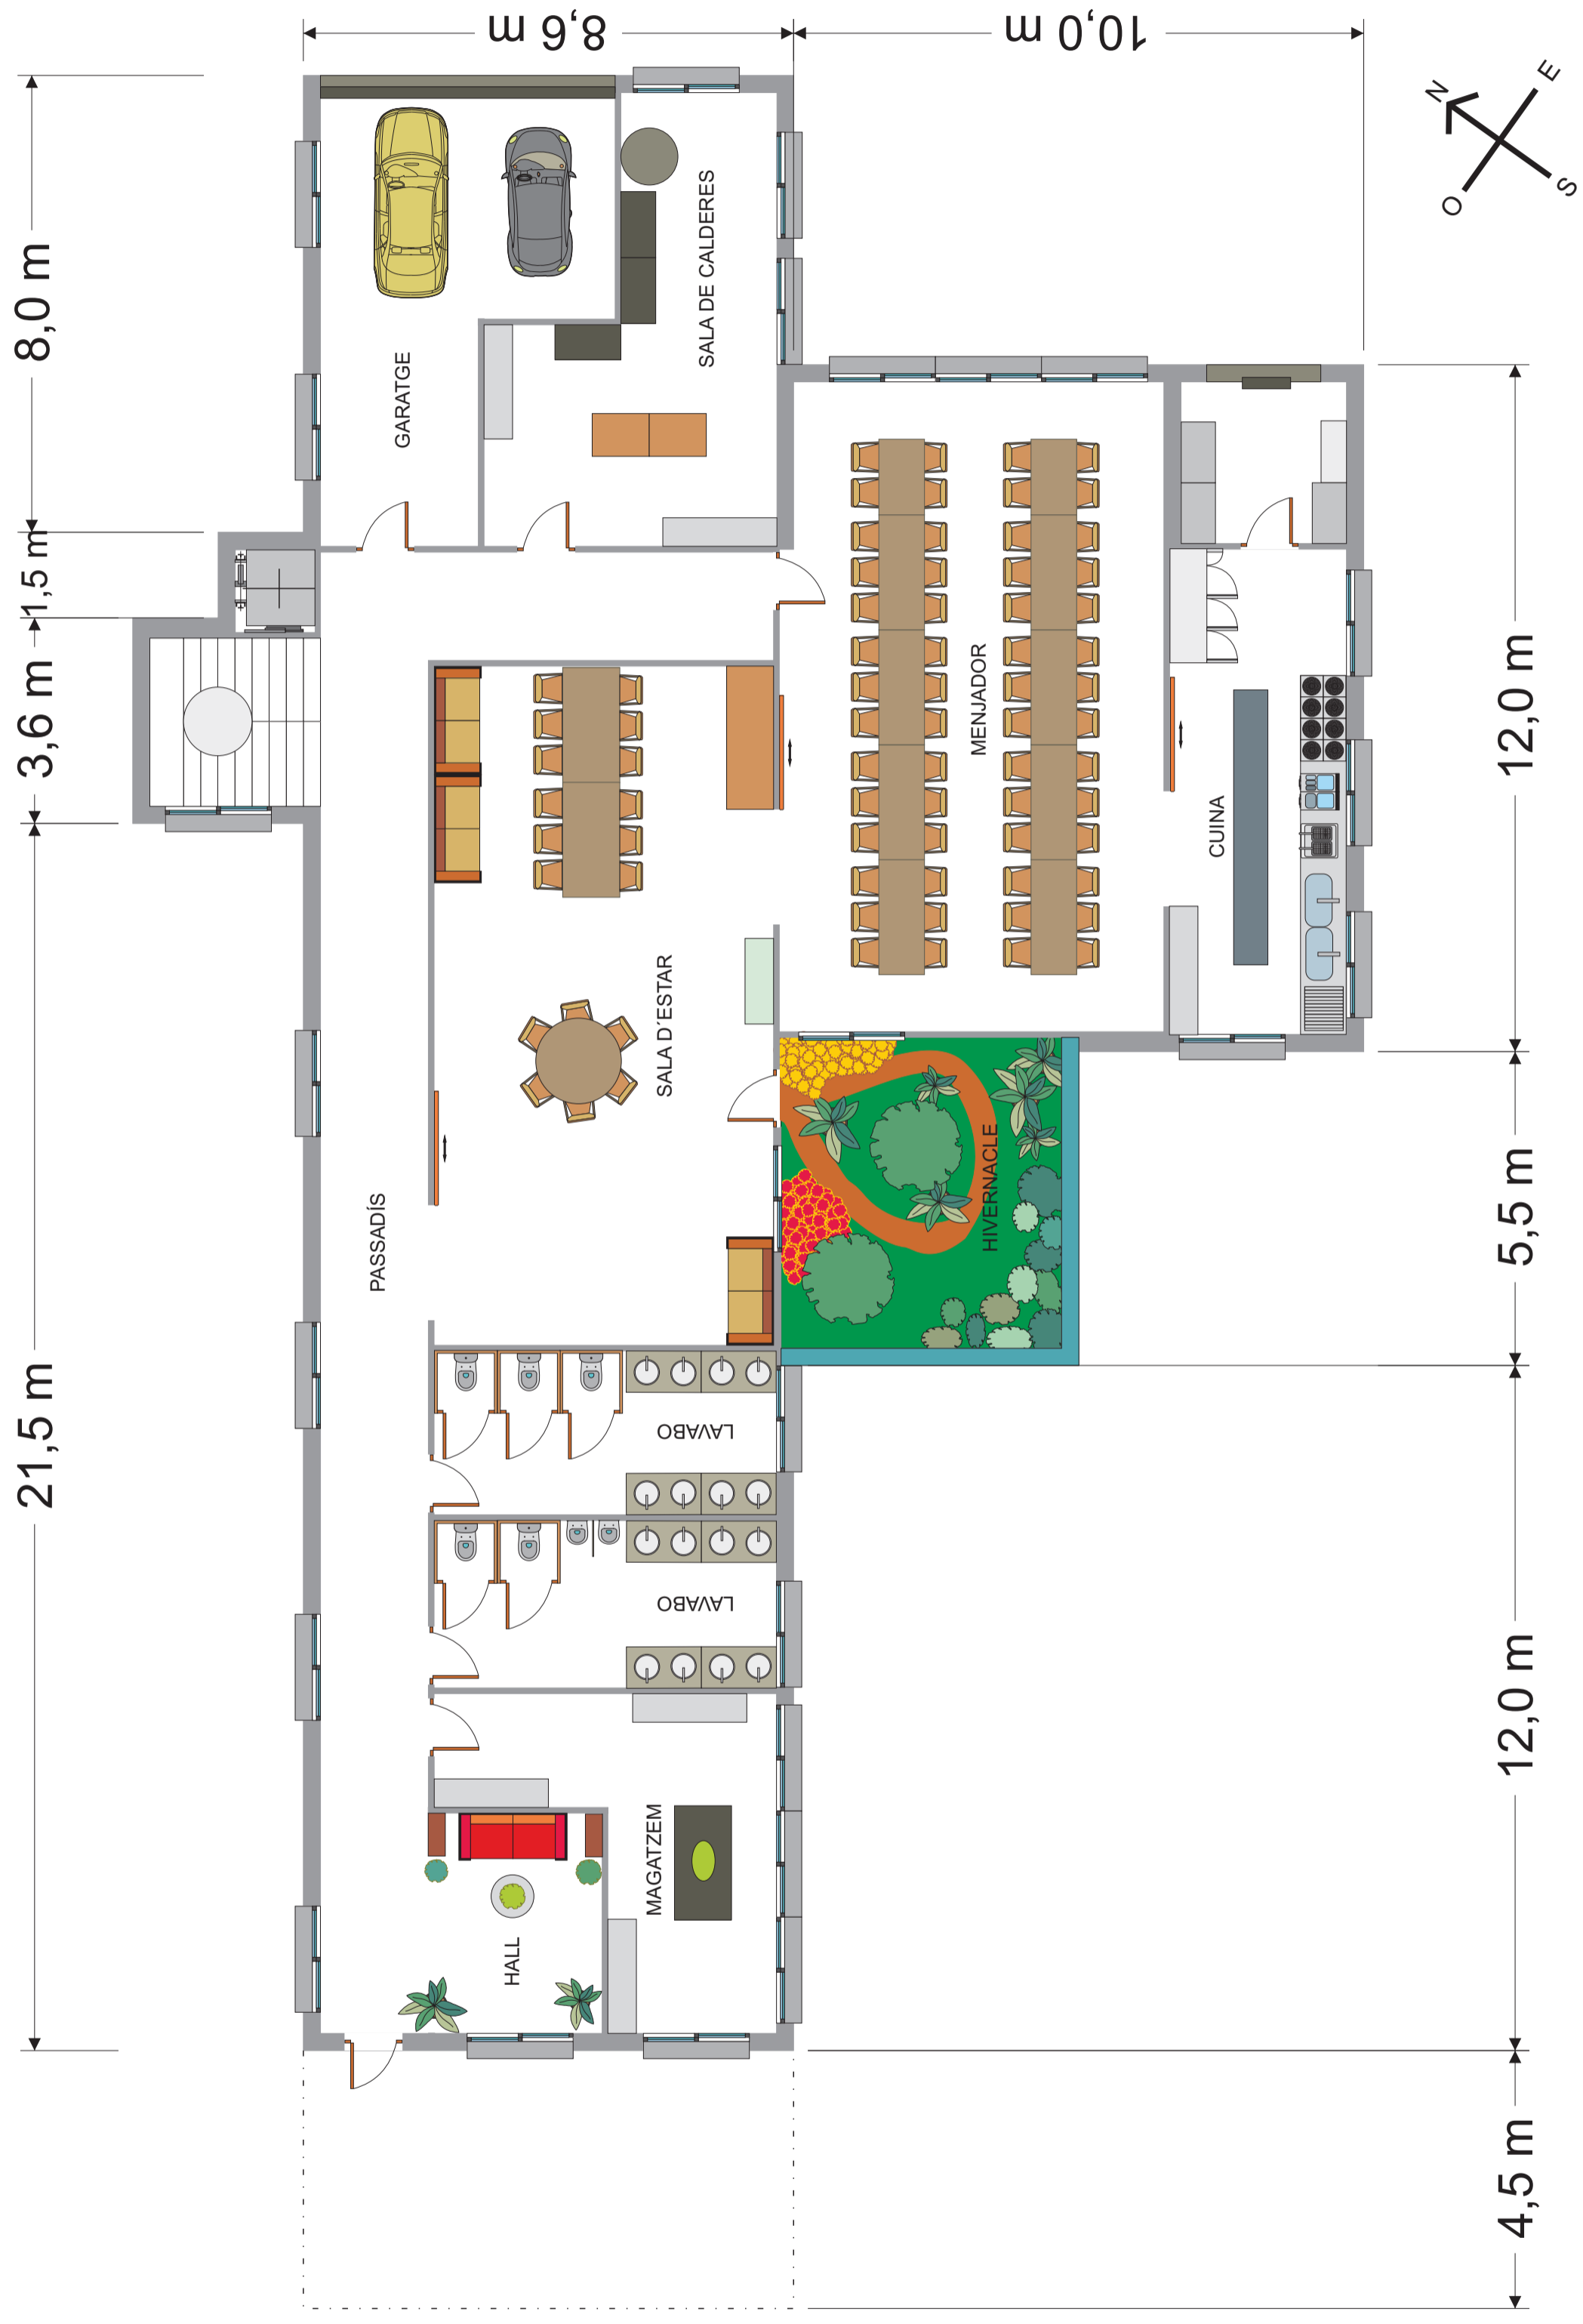 8,6 m
10,0 m
8,0 m
1,5 m
3,6 m
21,5 m
N
E
O
S
GARATGE
SALA DE CALDERES
MENJADOR
CUINA
SALA D´ESTAR
HIVERNACLE
PASSADÍS
LAVABO
LAVABO
MAGATZEM
HALL
12,0 m
5,5 m
12,0 m
4,5 m